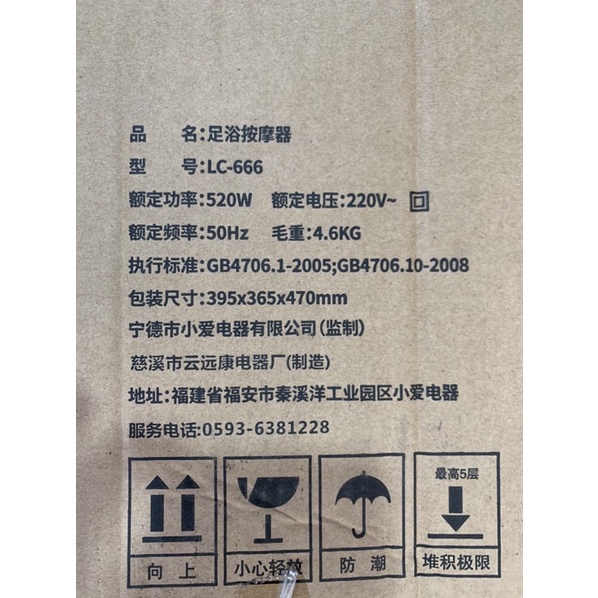 品 名:足浴按摩器
型 号:LC-666
额定功率:520W 额定电压:220V~
额定频率:50Hz 毛重:4.6KG
执行标准:GB4706.1-2005;GB4706.10-2008
包装尺寸:395x365x470mm
宁德市小爱电器有限公司(监制)
慈溪市云远康电器厂(制造)
地址:福建省福安市秦溪洋工业园区小爱电器
服务电话:0593-6381228
最高5层
向上 小心轻放 防潮 堆积极限